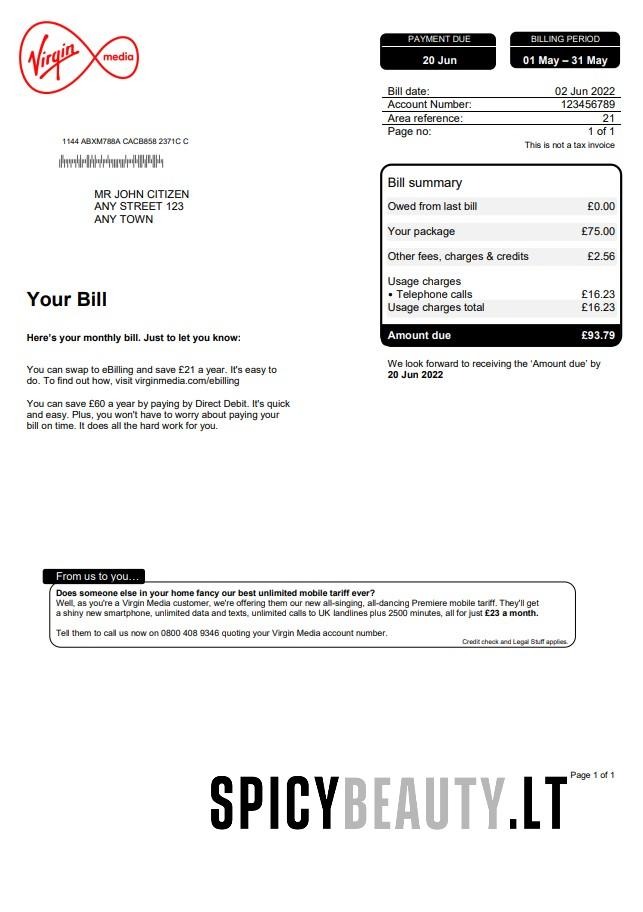 Virgin media
PAYMENT DUE
20 Jun
BILLING PERIOD
01 May – 31 May
Bill date: 02 Jun 2022
Account Number: 123456789
Area reference: 21
Page no: 1 of 1
This is not a tax invoice
1144 ABXM788A CACB858 2371C C
MR JOHN CITIZEN
ANY STREET 123
ANY TOWN
Bill summary
Owed from last bill £0.00
Your package £75.00
Other fees, charges & credits £2.56
Usage charges
• Telephone calls £16.23
Usage charges total £16.23
Amount due £93.79
We look forward to receiving the ‘Amount due’ by
20 Jun 2022
Your Bill
Here’s your monthly bill. Just to let you know:
You can swap to eBilling and save £21 a year. It's easy to
do. To find out how, visit virginmedia.com/ebilling
You can save £60 a year by paying by Direct Debit. It's quick
and easy. Plus, you won't have to worry about paying your
bill on time. It does all the hard work for you.
From us to you…
Does someone else in your home fancy our best unlimited mobile tariff ever?
Well, as you're a Virgin Media customer, we're offering them our new all-singing, all-dancing Premiere mobile tariff. They'll get
a shiny new smartphone, unlimited data and texts, unlimited calls to UK landlines plus 2500 minutes, all for just £23 a month.
Tell them to call us now on 0800 408 9346 quoting your Virgin Media account number.
Credit check and Legal Stuff applies.
Page 1 of 1
SPICYBEAUTY.LT